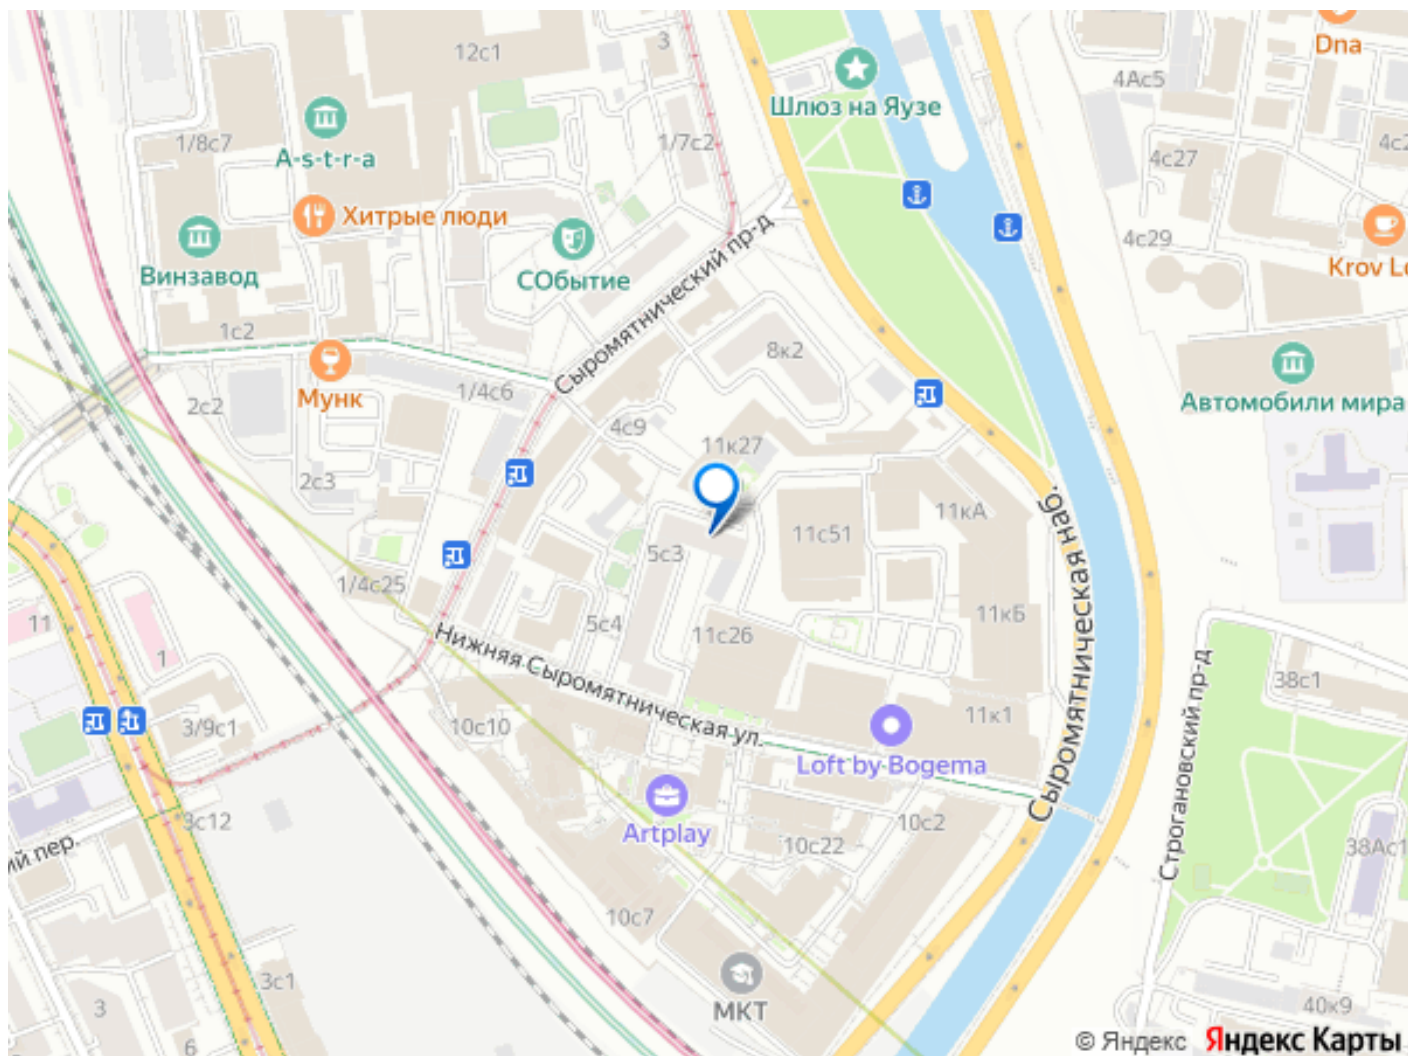 Dna
12с1
3
4Ас5
Шлюз на Яузе
1/8с7
A-s-t-r-a
1/7с2
4с27
4с2
Хитрые люди
Сыромятнический пр-д
4с29
Винзавод
СОбытие
Krov Le
1с2
8к2
Мунк
1/4с6
2с2
Автомобили мира
4с9
11к27
2с3
11кА
11с51
5с3
1/4с25
Сыромятническая наб.
11
5с4
11с26
11к6
1
Нижняя Сыромятническая ул.
38с1
Строгановский пр-д
3/9с1
10с10
11к1
Loft by Bogema
Artplay
3с12
10с2
10с22
38Ас1
ий пер.
10с7
3с1
3
МКТ
40к9
6
© Яндекс Яндекс Карты